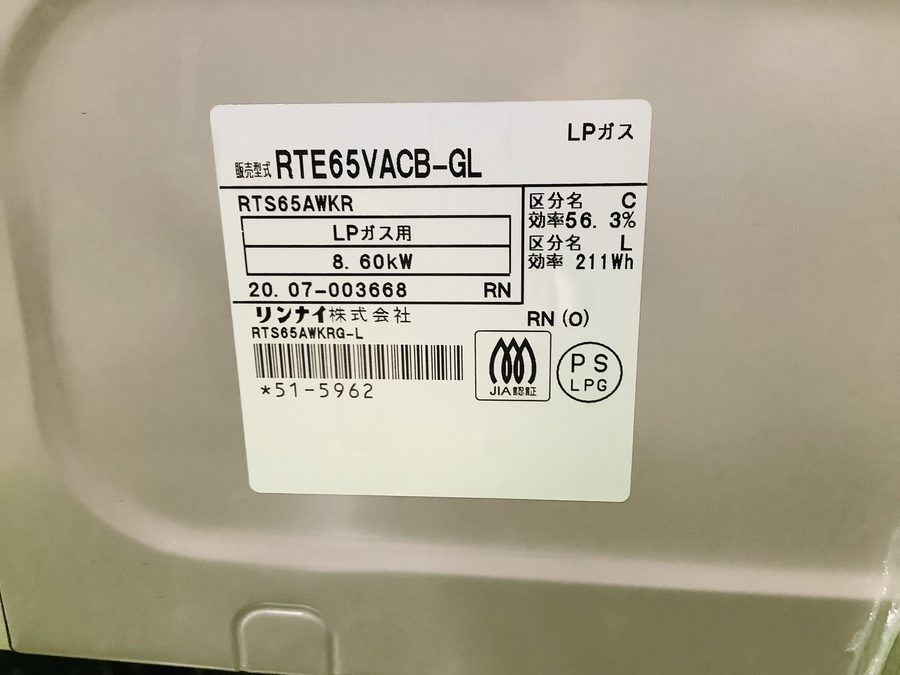 LPガス
販売型式 RTE65VACB-GL
RTS65AWKR
LPガス用
8.60kW
20.07-003668 RN
区分名 C
効率56.3%
区分名 L
効率 211Wh
リンナイ株式会社
RN(O)
RTS65AWKRG-L
*51-5962
JIA認証
PS
LPG